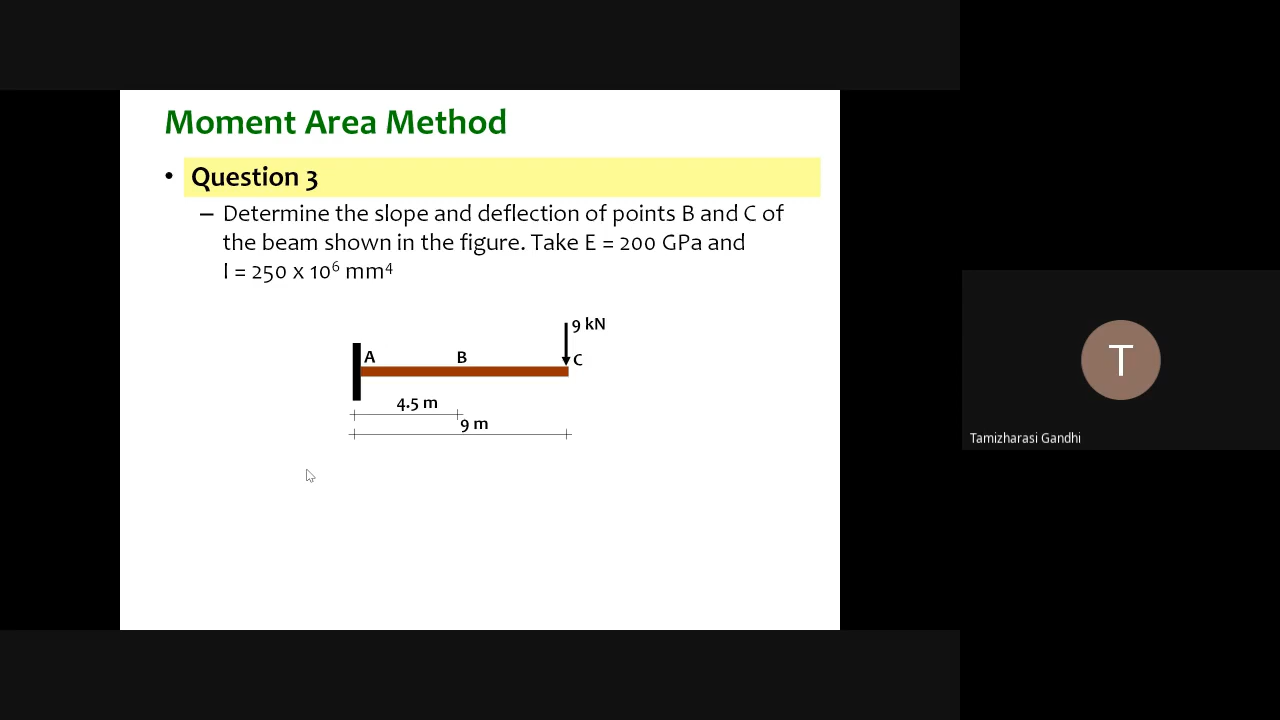 Moment Area Method
• Question 3
– Determine the slope and deflection of points B and C of
the beam shown in the figure. Take E = 200 GPa and
I = 250 x 10⁶ mm⁴
9 kN
A
B
C
4.5 m
9 m
T
Tamizharasi Gandhi